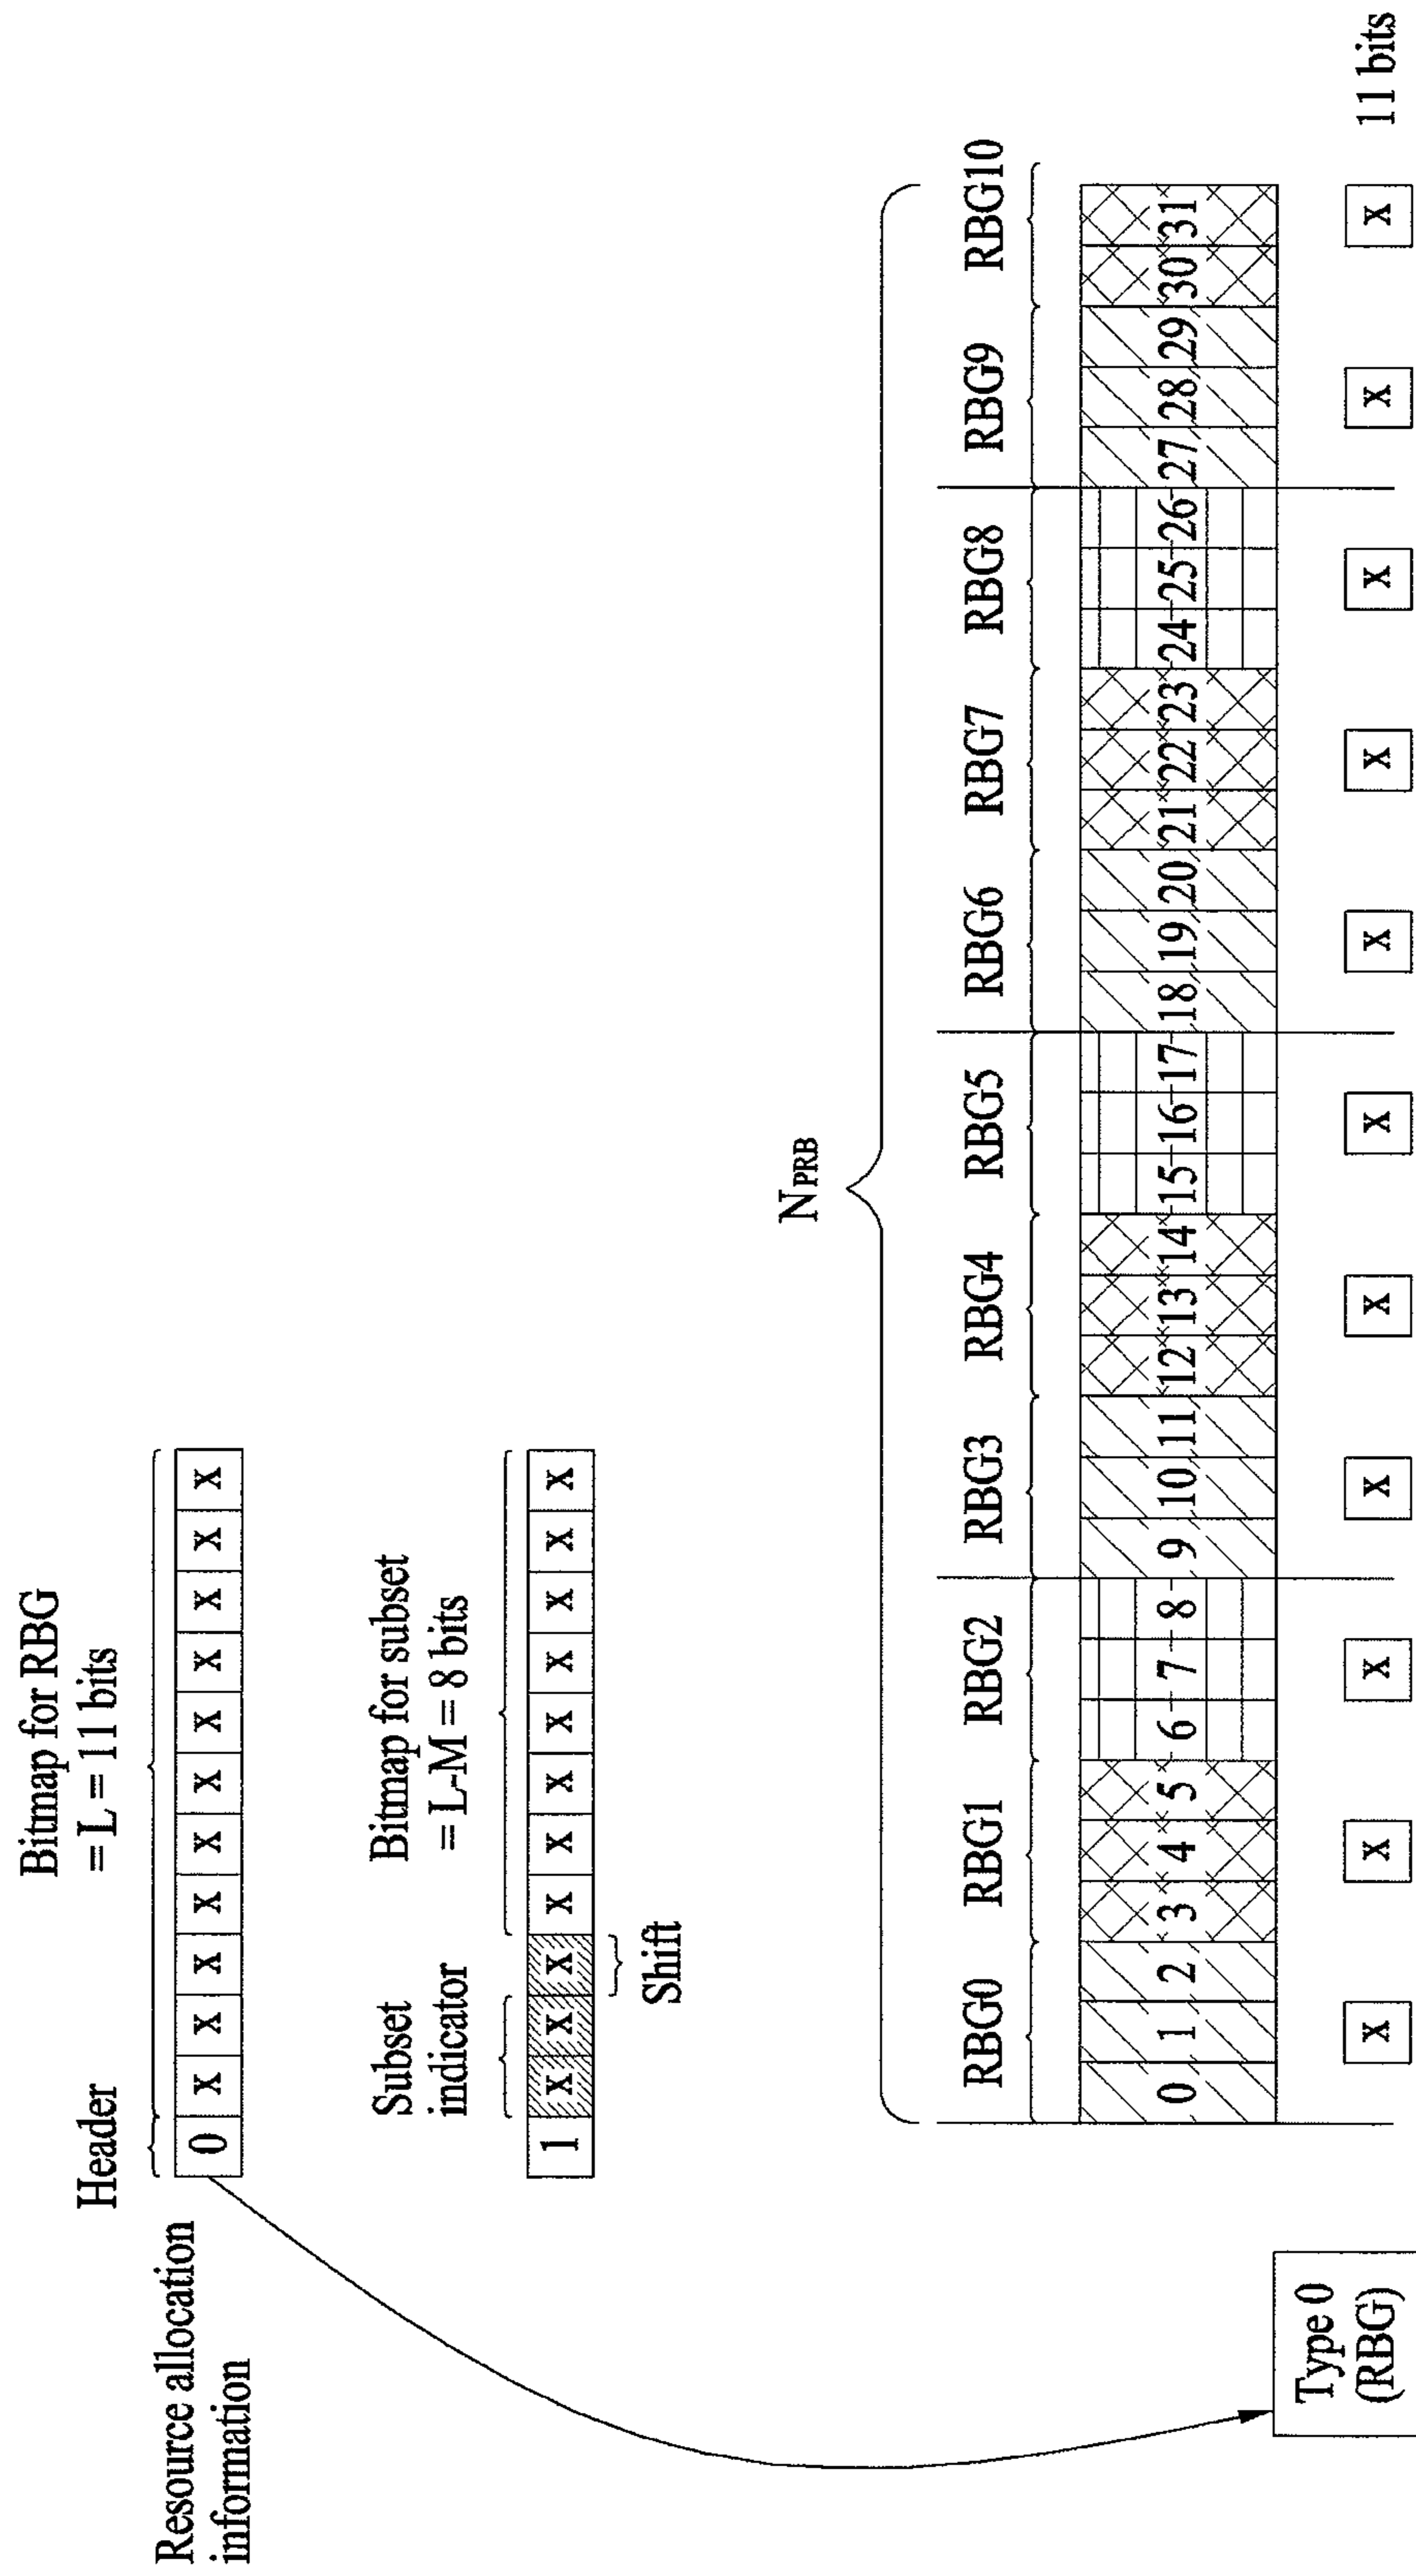 Bitmap for RBG
= L = 11 bits
Header
Resource allocation
information
0 X X X X X X X X X X X
Subset
indicator
Bitmap for subset
= L-M = 8 bits
1 X X X X X X X X X X X
Shift
NPRB
RBG0 RBG1 RBG2 RBG3 RBG4 RBG5 RBG6 RBG7 RBG8 RBG9 RBG10
0 1 2 3 4 5 6 7 8 9 10 11 12 13 14 15 16 17 18 19 20 21 22 23 24 25 26 27 28 29 30 31
Type 0
(RBG)
X X X X X X X X X X X 11 bits